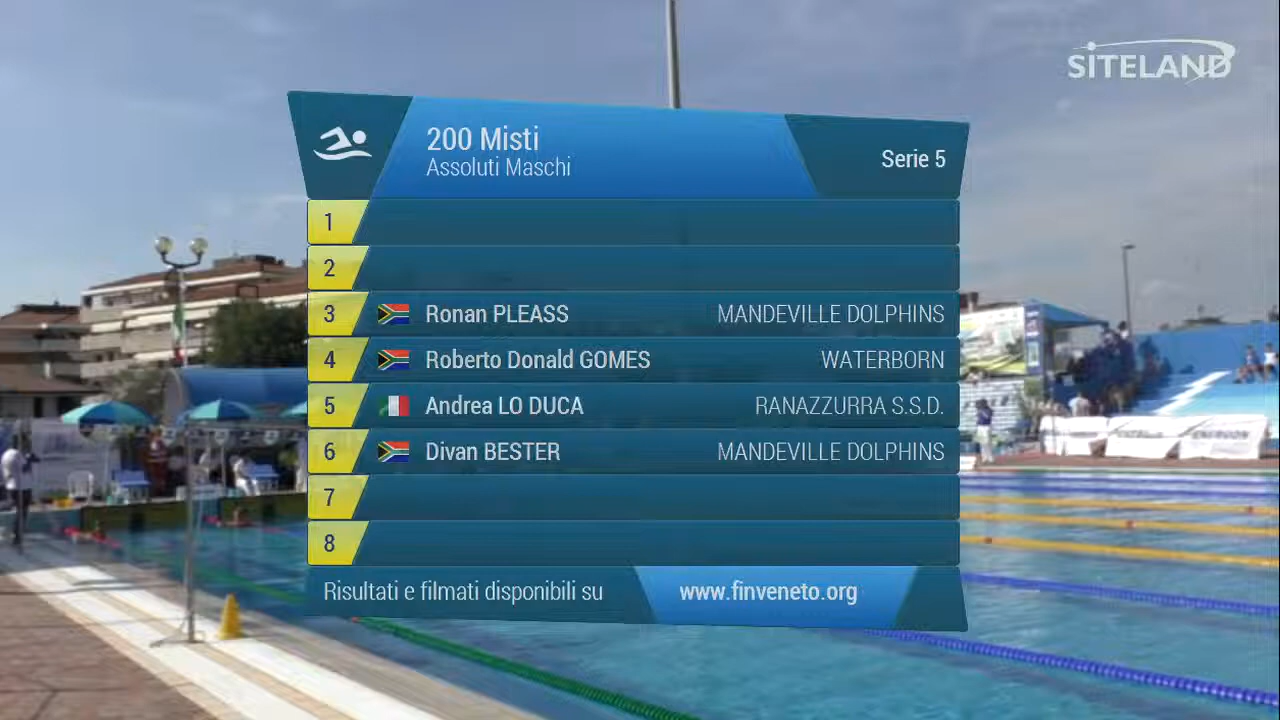 SITELAND
200 Misti
Assoluti Maschi
Serie 5
1
2
3 Ronan PLEASS MANDEVILLE DOLPHINS
4 Roberto Donald GOMES WATERBORN
5 Andrea LO DUCA RANAZZURRA S.S.D.
6 Divan BESTER MANDEVILLE DOLPHINS
7
8
Risultati e filmati disponibili su www.finveneto.org